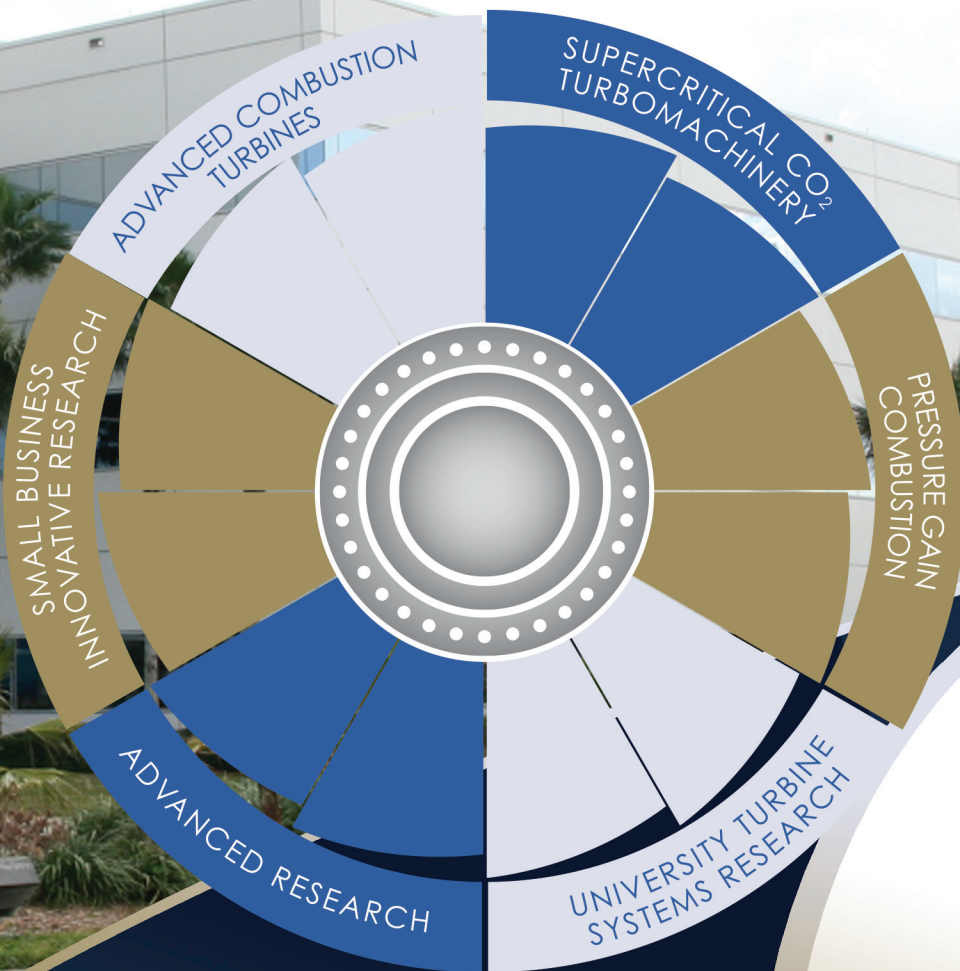 ADVANCED COMBUSTION
TURBINES
SUPERCRITICAL CO₂
TURBOMACHINERY
PRESSURE GAIN
COMBUSTION
UNIVERSITY TURBINE
SYSTEMS RESEARCH
ADVANCED RESEARCH
SMALL BUSINESS
INNOVATIVE RESEARCH